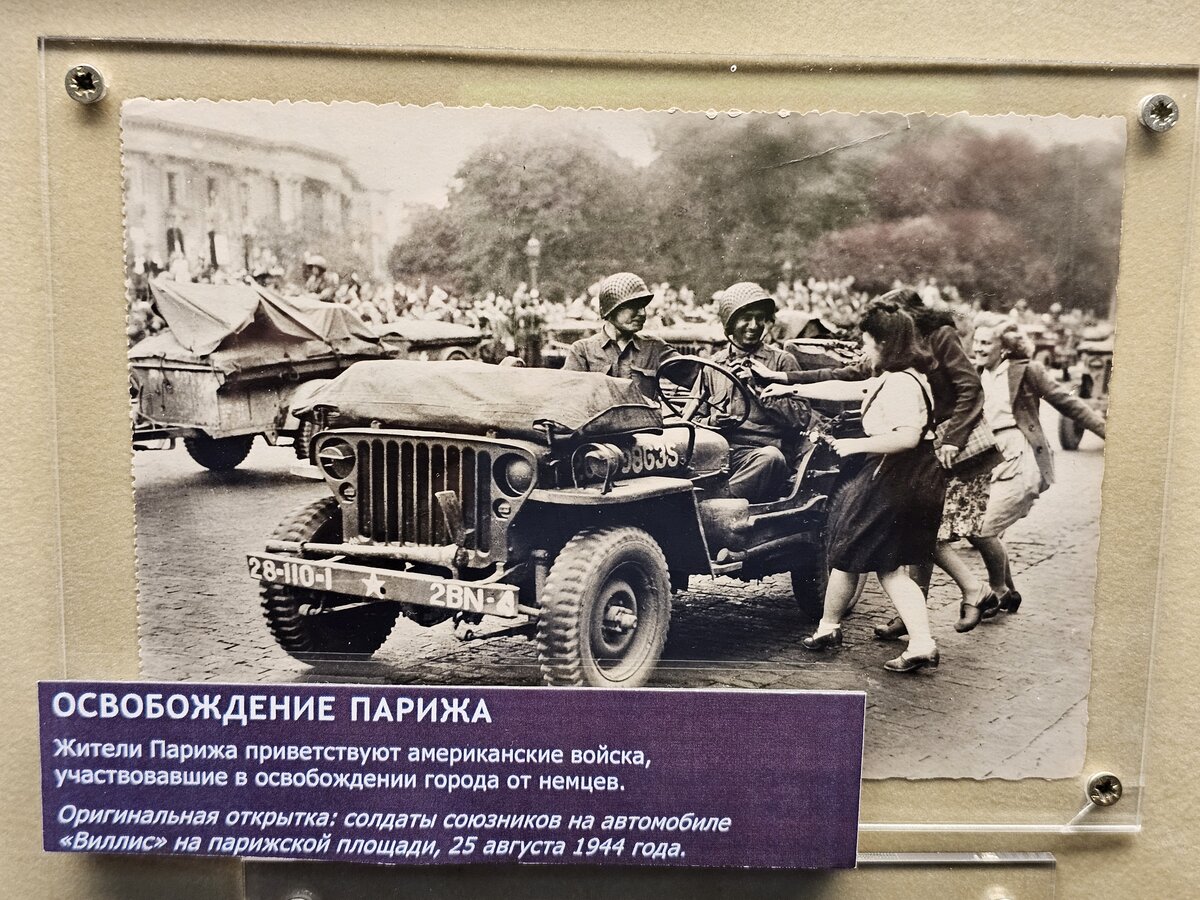 38G3S
28-110-1
2BN-4
ОСВОБОЖДЕНИЕ ПАРИЖА
Жители Парижа приветствуют американские войска,
участвовавшие в освобождении города от немцев.
Оригинальная открытка: солдаты союзников на автомобиле
«Виллис» на парижской площади, 25 августа 1944 года.